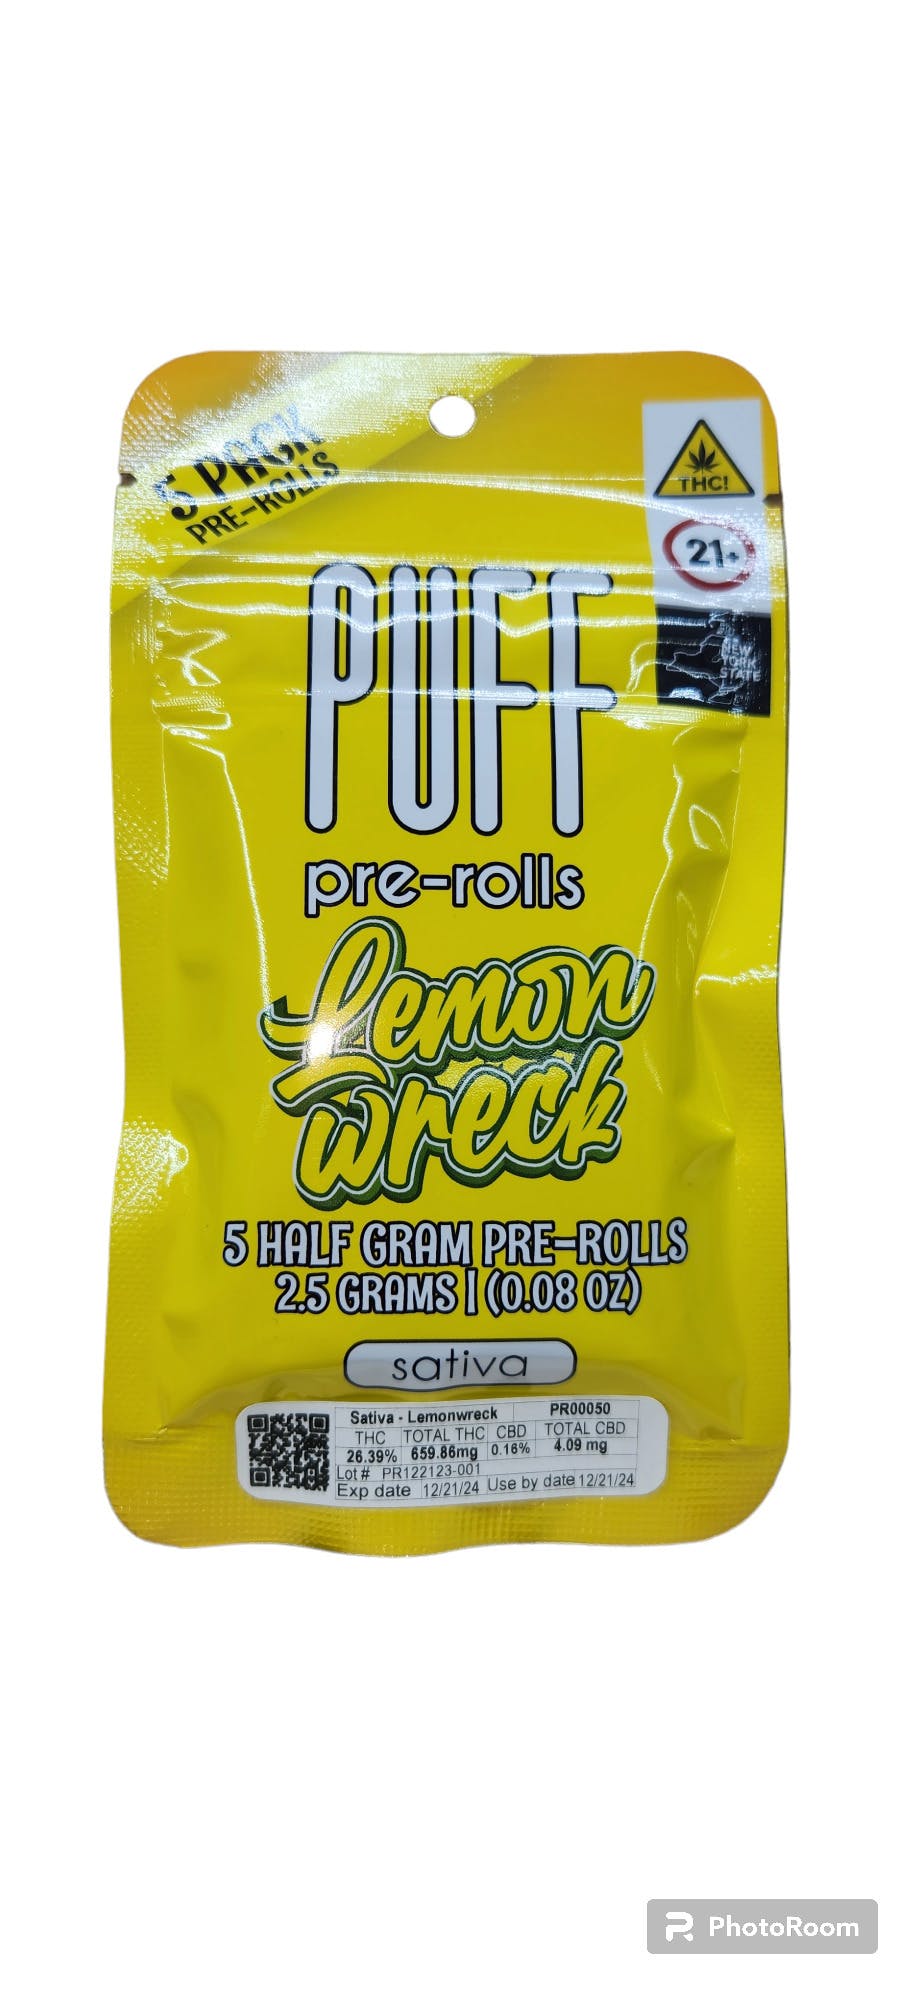 5 PACK
PRE-ROLLS
THC!
21+
NEW
YORK
STATE
PUFF
pre-rolls
Lemon
wreck
5 HALF GRAM PRE-ROLLS
2.5 GRAMS | (0.08 OZ)
sativa
Sativa - Lemonwreck PR00050
THC TOTAL THC CBD TOTAL CBD
26.39% 659.86mg 0.16% 4.09 mg
Lot # PR122123-001
Exp date 12/21/24 Use by date 12/21/24
PhotoRoom